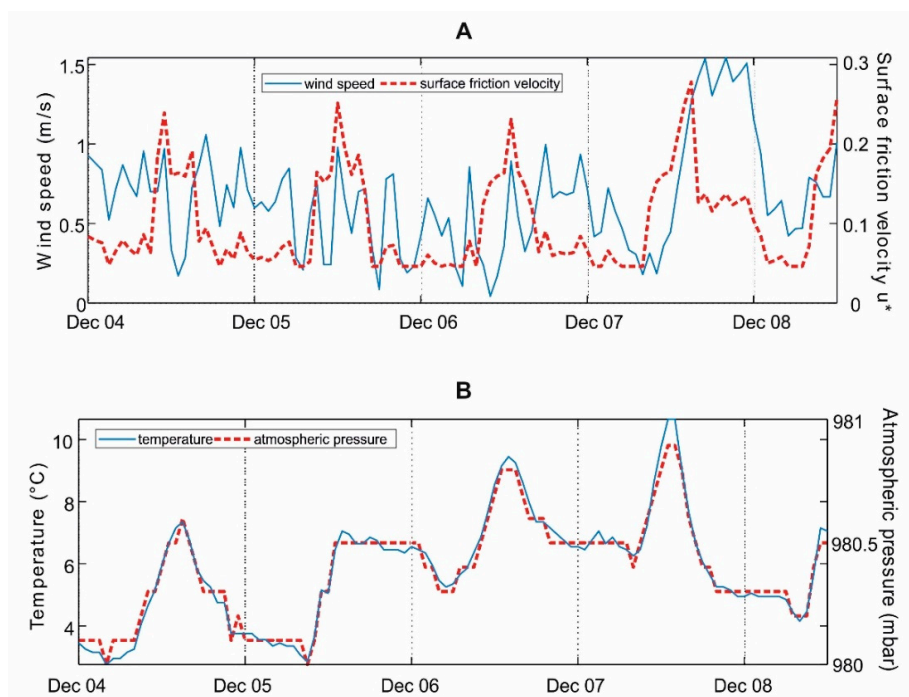 A
Wind speed (m/s)
1.5
1
0.5
0
wind speed
surface friction velocity
0.3
0.2
0.1
0
Surface friction velocity u*
Dec 04
Dec 05
Dec 06
Dec 07
Dec 08
B
Temperature (°C)
10
8
6
4
temperature
atmospheric pressure
981
980.5
980
Atmospheric pressure (mbar)
Dec 04
Dec 05
Dec 06
Dec 07
Dec 08